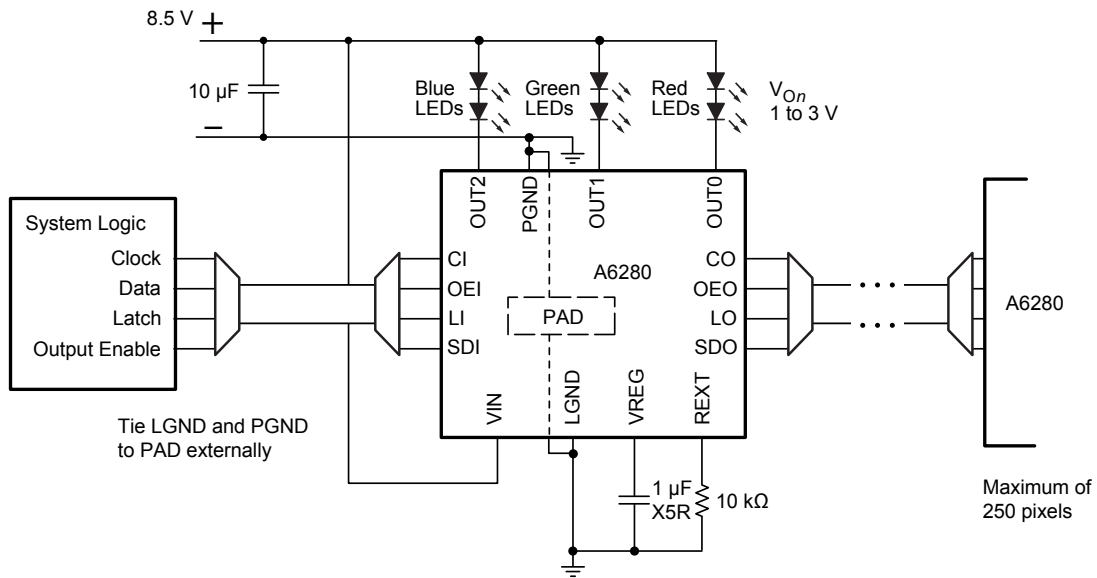 8.5 V +
10 µF
−
Blue
LEDs
Green
LEDs
Red
LEDs
VOn
1 to 3 V
OUT2
PGND
OUT1
OUT0
System Logic
Clock
Data
Latch
Output Enable
CI
OEI
LI
SDI
A6280
PAD
CO
OEO
LO
SDO
A6280
VIN
LGND
VREG
REXT
Tie LGND and PGND
to PAD externally
1 µF
X5R
10 kΩ
Maximum of
250 pixels